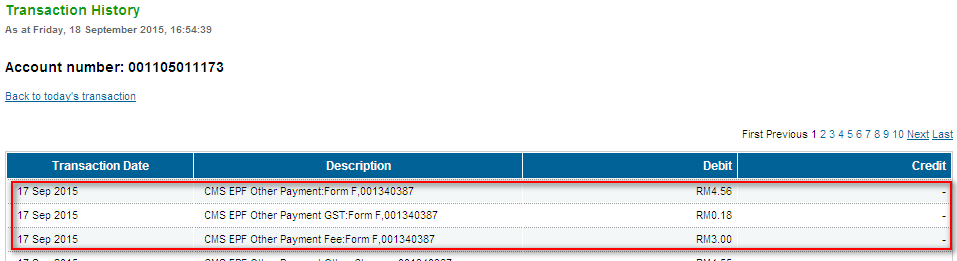 Transaction History
As at Friday, 18 September 2015, 16:54:39
Account number: 001105011173
Back to today's transaction
First Previous 1 2 3 4 5 6 7 8 9 10 Next Last
Transaction Date Description Debit Credit
17 Sep 2015 CMS EPF Other Payment:Form F,001340387 RM4.56 -
17 Sep 2015 CMS EPF Other Payment GST:Form F,001340387 RM0.18 -
17 Sep 2015 CMS EPF Other Payment Fee:Form F,001340387 RM3.00 -